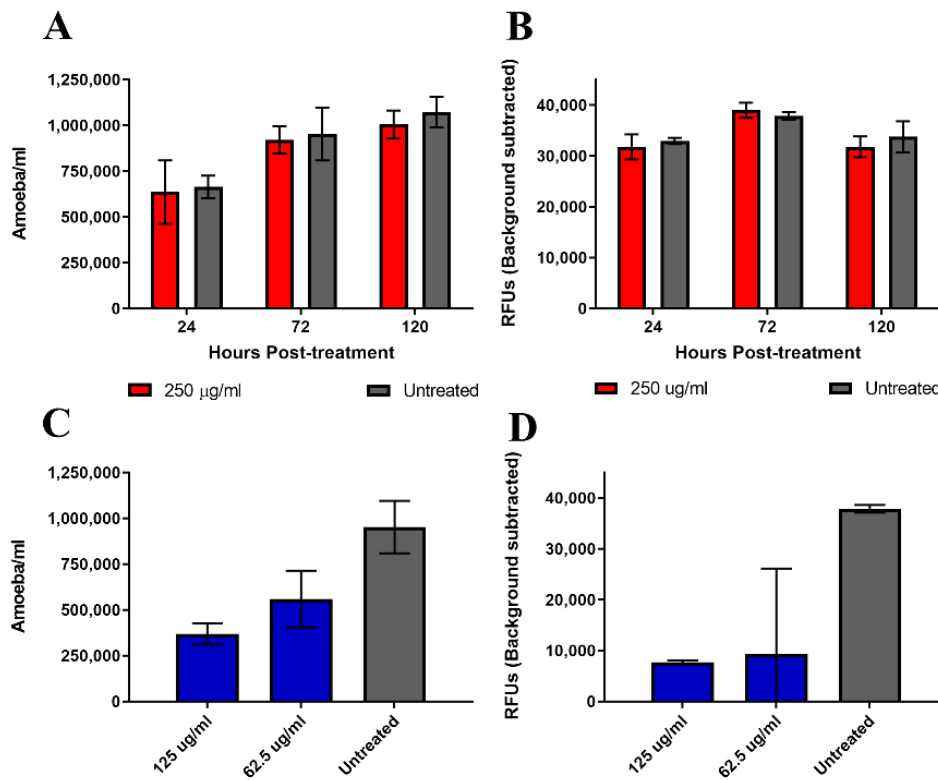 A
Amoeba/ml
1,250,000
1,000,000
750,000
500,000
250,000
0
24
72
120
Hours Post-treatment
250 μg/ml
Untreated
B
RFUs (Background subtracted)
40,000
30,000
20,000
10,000
0
24
72
120
Hours Post-treatment
250 ug/ml
Untreated
C
Amoeba/ml
1,250,000
1,000,000
750,000
500,000
250,000
0
125 ug/ml
62.5 ug/ml
Untreated
D
RFUs (Background subtracted)
40,000
30,000
20,000
10,000
0
125 ug/ml
62.5 ug/ml
Untreated